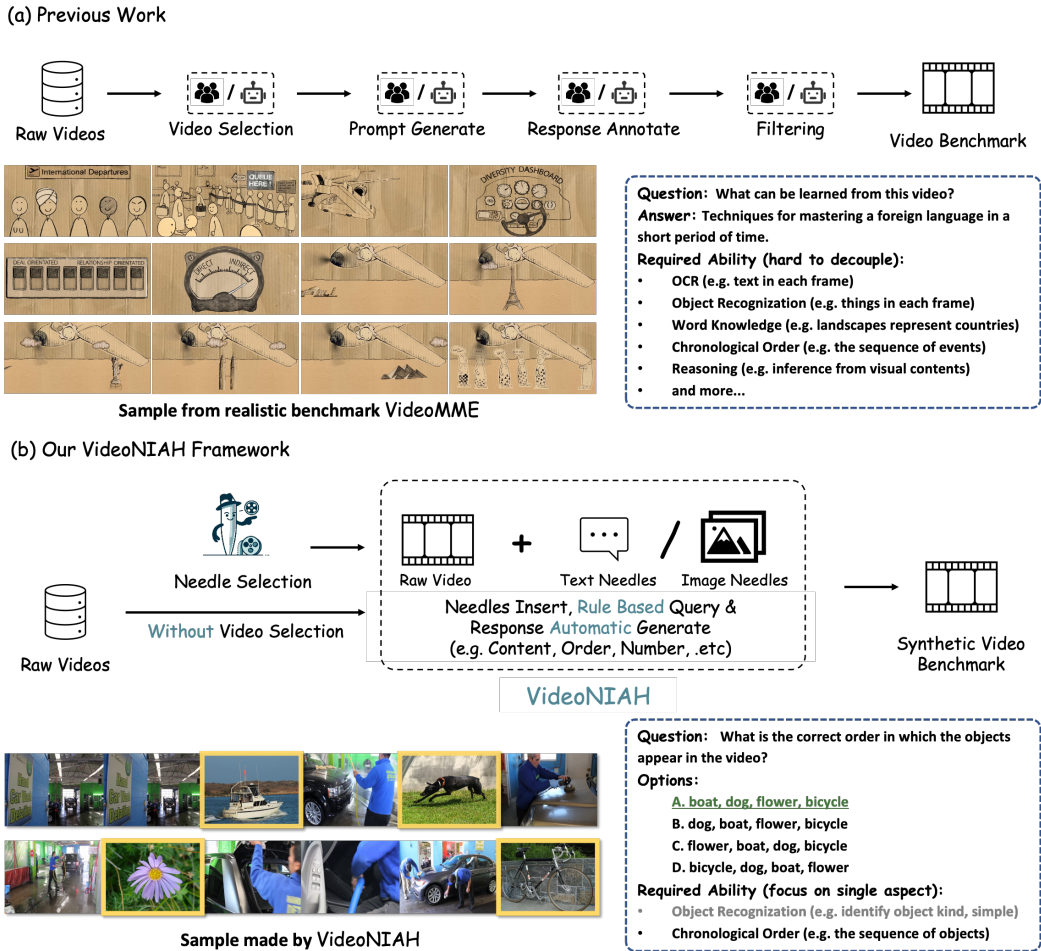 (a) Previous Work
Raw Videos
Video Selection
Prompt Generate
Response Annotate
Filtering
Video Benchmark
International Departures
QUEUE HERE!
DIVERSITY DASHBOARD
DEAL ORIENTATED
RELATIONSHIP ORIENTATED
DIRECT
INDIRECT
Sample from realistic benchmark VideoMME
Question: What can be learned from this video?
Answer: Techniques for mastering a foreign language in a
short period of time.
Required Ability (hard to decouple):
• OCR (e.g. text in each frame)
• Object Recognization (e.g. things in each frame)
• Word Knowledge (e.g. landscapes represent countries)
• Chronological Order (e.g. the sequence of events)
• Reasoning (e.g. inference from visual contents)
• and more...
(b) Our VideoNIAH Framework
Needle Selection
Raw Videos
Without Video Selection
Raw Video
+
Text Needles
/
Image Needles
Needles Insert, Rule Based Query &
Response Automatic Generate
(e.g. Content, Order, Number, .etc)
VideoNIAH
Synthetic Video
Benchmark
Sample made by VideoNIAH
Question: What is the correct order in which the objects
appear in the video?
Options:
A. boat, dog, flower, bicycle
B. dog, boat, flower, bicycle
C. flower, boat, dog, bicycle
D. bicycle, dog, boat, flower
Required Ability (focus on single aspect):
• Object Recognization (e.g. identify object kind, simple)
• Chronological Order (e.g. the sequence of objects)